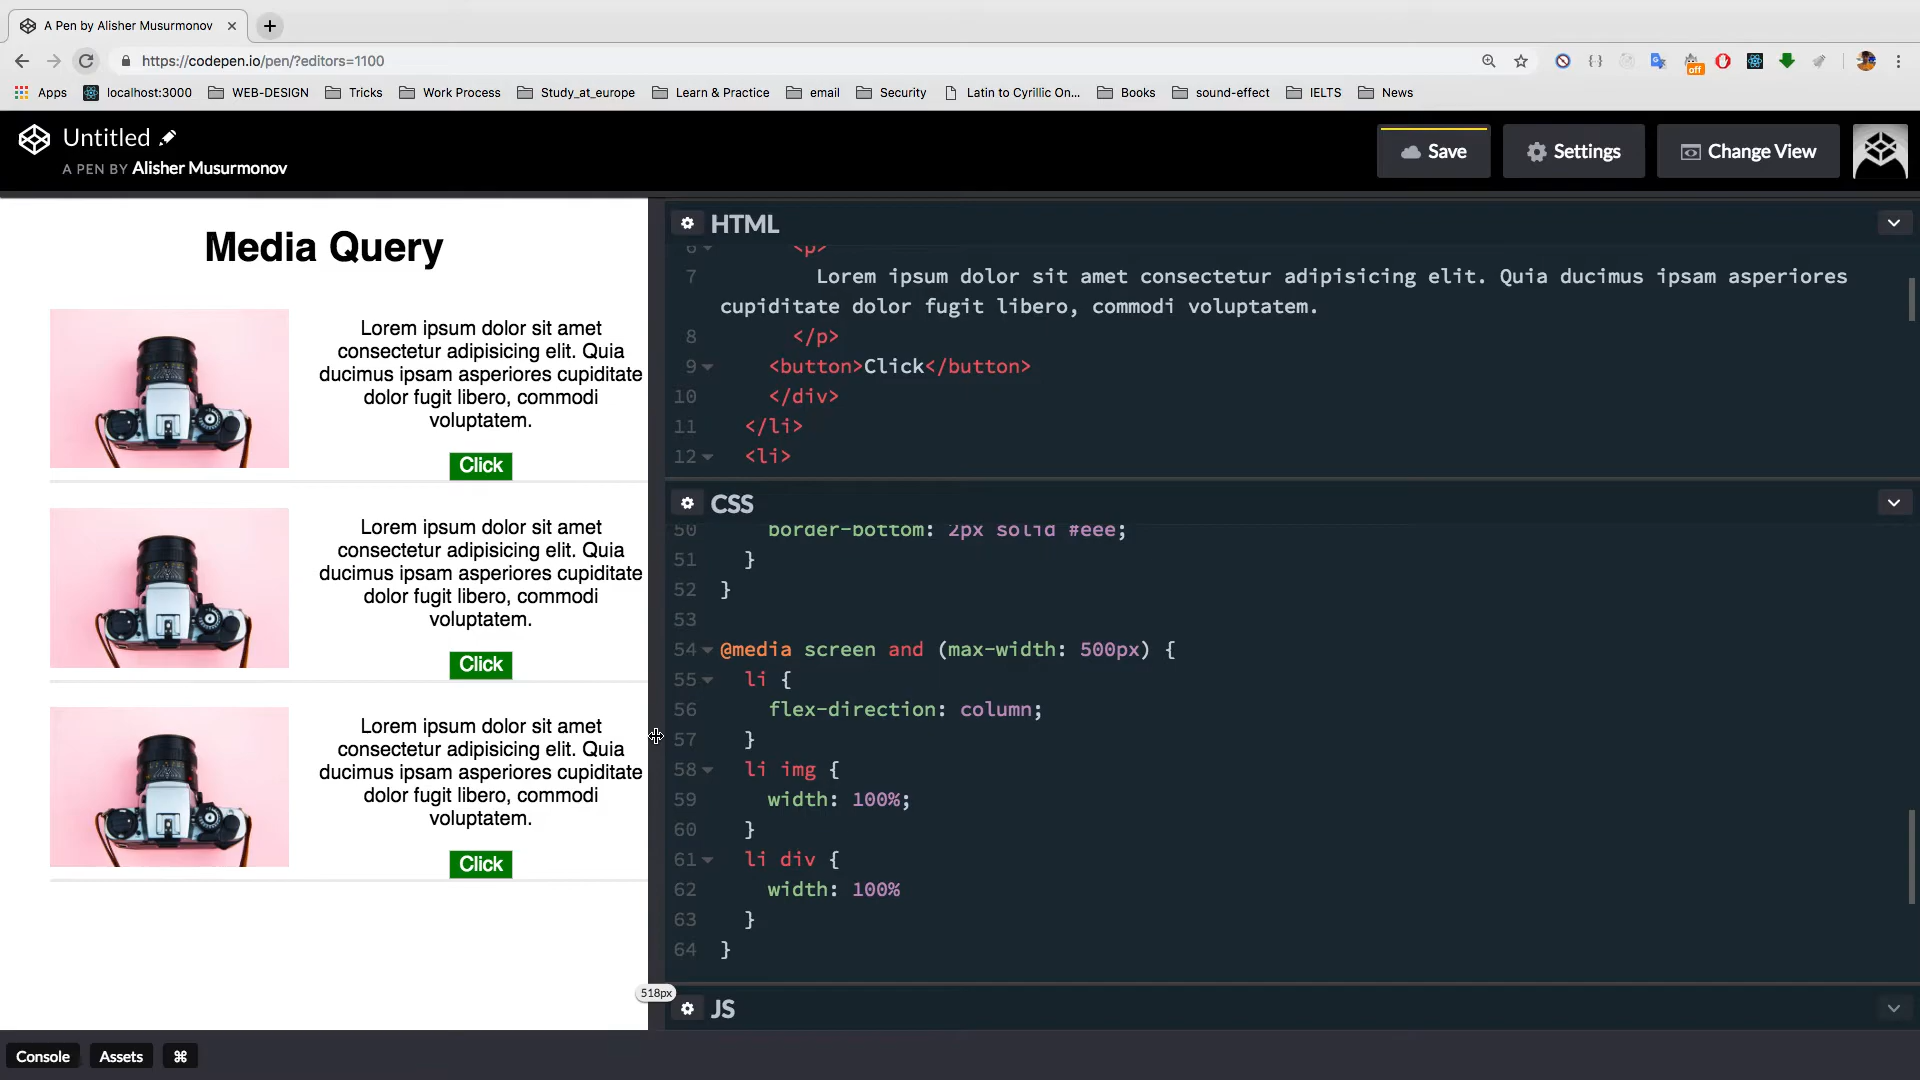 A Pen by Alisher Musurmonov
https://codepen.io/pen/?editors=1100
off
Apps
localhost:3000
WEB-DESIGN
Tricks
Work Process
Study_at_europe
Learn & Practice
email
Security
Latin to Cyrillic On...
Books
sound-effect
IELTS
News
Untitled
A PEN BY Alisher Musurmonov
Save
Settings
Change View
Media Query
Lorem ipsum dolor sit amet
consectetur adipisicing elit. Quia
ducimus ipsam asperiores cupiditate
dolor fugit libero, commodi
voluptatem.
Click
Lorem ipsum dolor sit amet
consectetur adipisicing elit. Quia
ducimus ipsam asperiores cupiditate
dolor fugit libero, commodi
voluptatem.
Click
Lorem ipsum dolor sit amet
consectetur adipisicing elit. Quia
ducimus ipsam asperiores cupiditate
dolor fugit libero, commodi
voluptatem.
Click
518px
HTML
6 <p>
7 Lorem ipsum dolor sit amet consectetur adipisicing elit. Quia ducimus ipsam asperiores
cupiditate dolor fugit libero, commodi voluptatem.
8 </p>
9 <button>Click</button>
10 </div>
11 </li>
12 <li>
CSS
50 border-bottom: 2px solid #eee;
51 }
52 }
53
54 @media screen and (max-width: 500px) {
55 li {
56 flex-direction: column;
57 }
58 li img {
59 width: 100%;
60 }
61 li div {
62 width: 100%
63 }
64 }
JS
Console
Assets
⌘